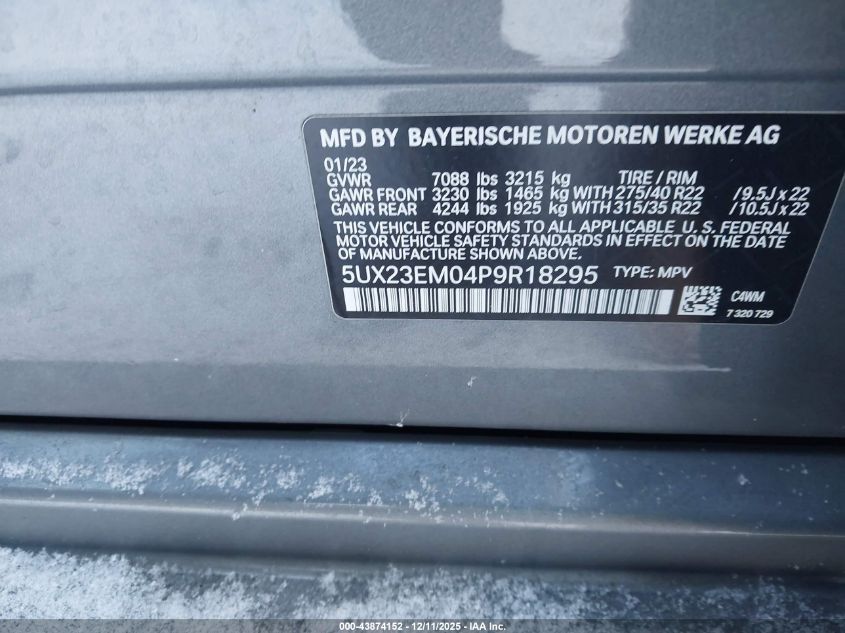 MFD BY BAYERISCHE MOTOREN WERKE AG
01/23
GVWR 7088 lbs 3215 kg TIRE / RIM
GAWR FRONT 3230 lbs 1465 kg WITH 275/40 R22 /9.5J x 22
GAWR REAR 4244 lbs 1925 kg WITH 315/35 R22 /10.5J x 22
THIS VEHICLE CONFORMS TO ALL APPLICABLE U. S. FEDERAL
MOTOR VEHICLE SAFETY STANDARDS IN EFFECT ON THE DATE
OF MANUFACTURE SHOWN ABOVE.
5UX23EM04P9R18295 TYPE: MPV
C4WM
7 320 729
000-43874152 - 12/11/2025 - IAA Inc.